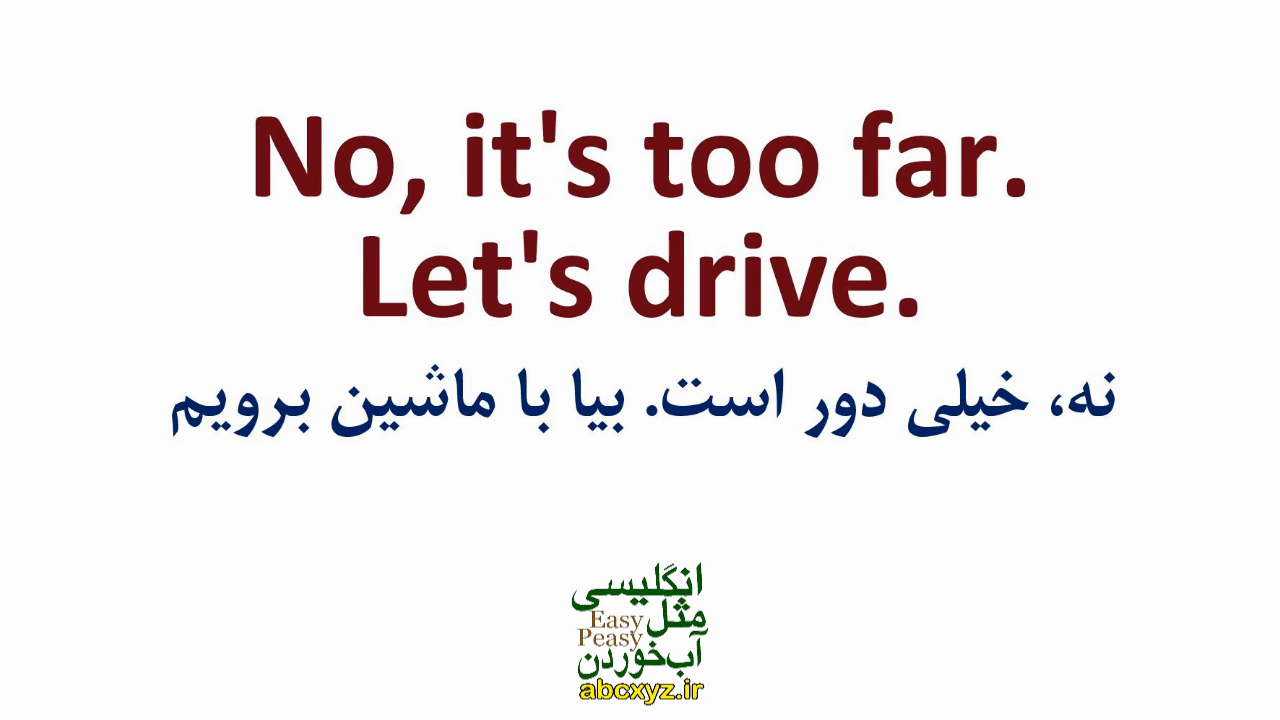 No, it's too far.
Let's drive.
نه، خیلی دور است. بیا با ماشین برویم
انگلیسی
مثل
Easy
Peasy
آب‌خوردن
abcxyz.ir